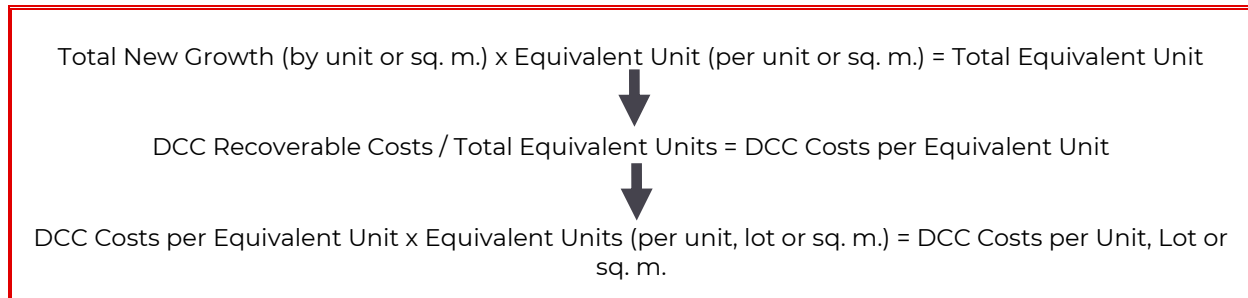 Total New Growth (by unit or sq. m.) x Equivalent Unit (per unit or sq. m.) = Total Equivalent Unit
DCC Recoverable Costs / Total Equivalent Units = DCC Costs per Equivalent Unit
DCC Costs per Equivalent Unit x Equivalent Units (per unit, lot or sq. m.) = DCC Costs per Unit, Lot or
sq. m.